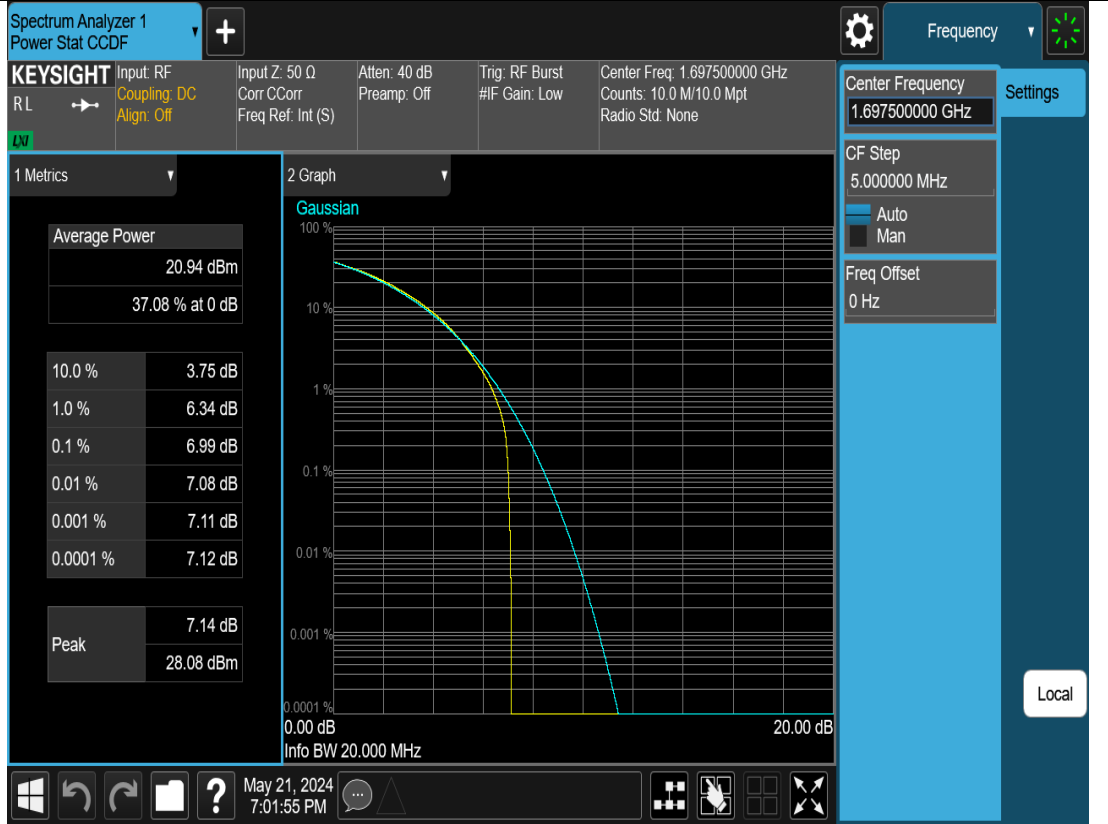 Spectrum Analyzer 1
Power Stat CCDF
+
Frequency
KEYSIGHT
RL
LXI
Input: RF
Coupling: DC
Align: Off
Input Z: 50 Ω
Corr CCorr
Freq Ref: Int (S)
Atten: 40 dB
Preamp: Off
Trig: RF Burst
#IF Gain: Low
Center Freq: 1.697500000 GHz
Counts: 10.0 M/10.0 Mpt
Radio Std: None
Center Frequency
1.697500000 GHz
Settings
CF Step
5.000000 MHz
Auto
Man
Freq Offset
0 Hz
1 Metrics
Average Power
20.94 dBm
37.08 % at 0 dB
10.0 % 3.75 dB
1.0 % 6.34 dB
0.1 % 6.99 dB
0.01 % 7.08 dB
0.001 % 7.11 dB
0.0001 % 7.12 dB
Peak
7.14 dB
28.08 dBm
2 Graph
Gaussian
100 %
10 %
1 %
0.1 %
0.01 %
0.001 %
0.0001 %
0.00 dB 20.00 dB
Info BW 20.000 MHz
Local
?
May 21, 2024
7:01:55 PM